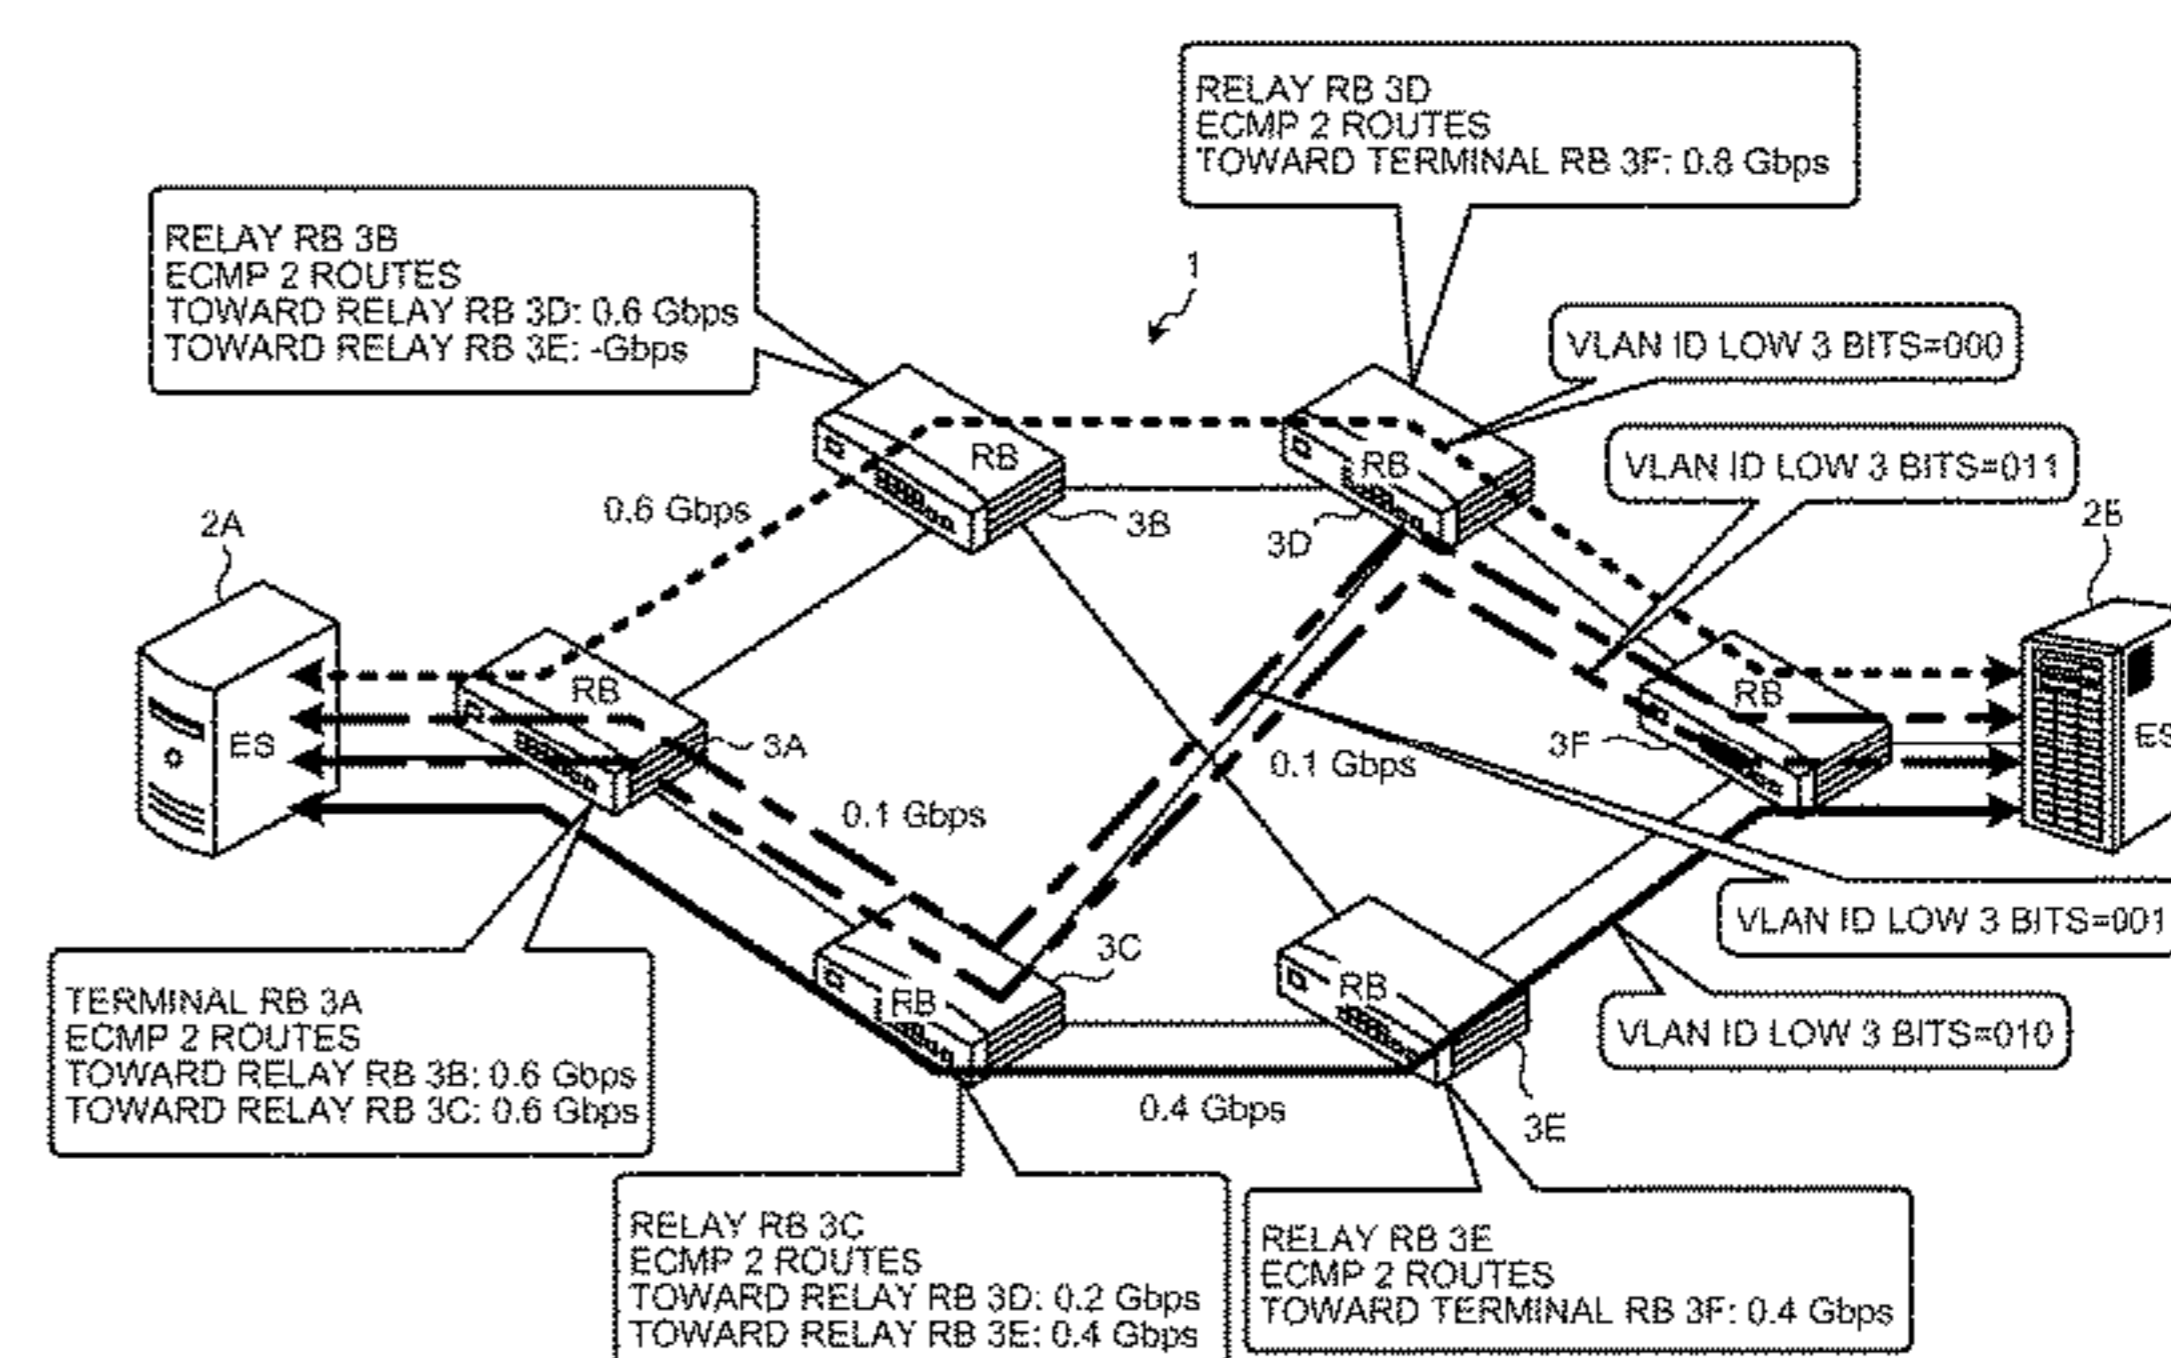 RELAY RB 3D
ECMP 2 ROUTES
TOWARD TERMINAL RB 3F: 0.8 Gbps
RELAY RB 3B
ECMP 2 ROUTES
TOWARD RELAY RB 3D: 0.6 Gbps
TOWARD RELAY RB 3E: -Gbps
1
VLAN ID LOW 3 BITS=000
VLAN ID LOW 3 BITS=011
RB
RB
0.6 Gbps
3B
3D
2A
2B
ES
RB
3A
RB
3F
ES
0.1 Gbps
0.1 Gbps
VLAN ID LOW 3 BITS=001
3C
RB
RB
VLAN ID LOW 3 BITS=010
TERMINAL RB 3A
ECMP 2 ROUTES
TOWARD RELAY RB 3B: 0.6 Gbps
TOWARD RELAY RB 3C: 0.6 Gbps
0.4 Gbps
3E
RELAY RB 3C
ECMP 2 ROUTES
TOWARD RELAY RB 3D: 0.2 Gbps
TOWARD RELAY RB 3E: 0.4 Gbps
RELAY RB 3E
ECMP 2 ROUTES
TOWARD TERMINAL RB 3F: 0.4 Gbps